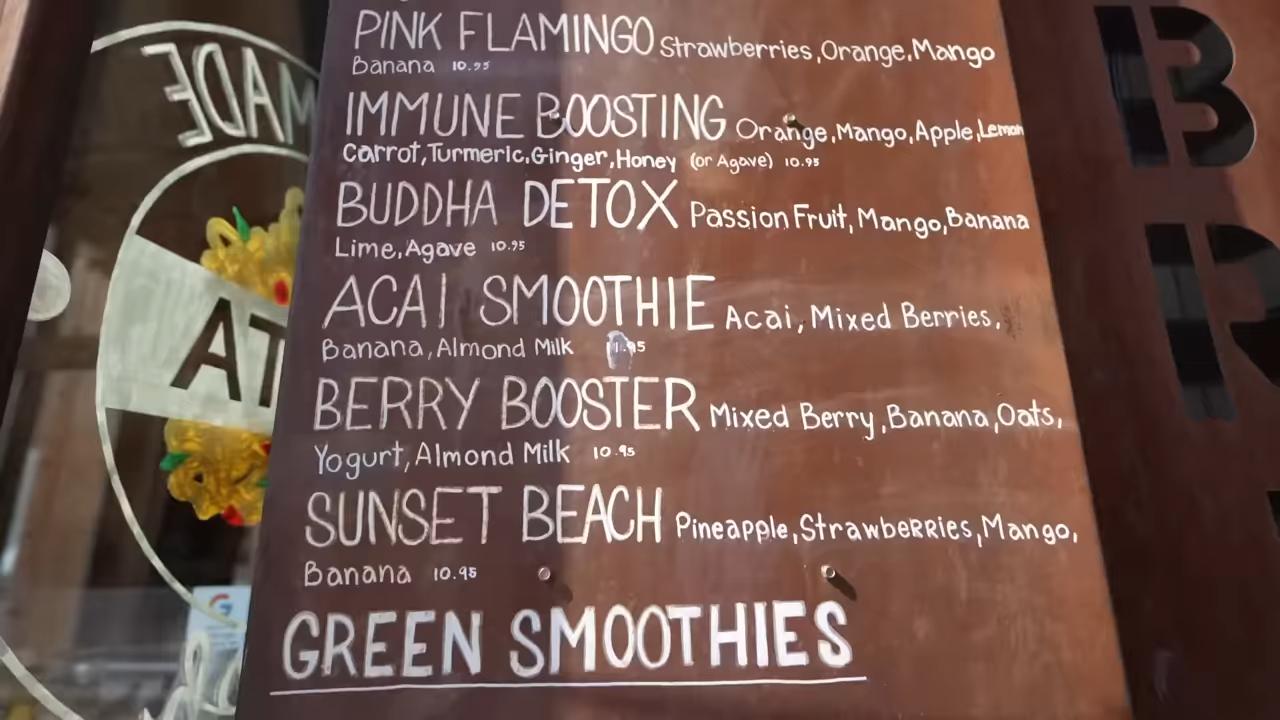 PINK FLAMINGO Strawberries, Orange, Mango
Banana 10.95
IMMUNE BOOSTING Orange, Mango, Apple, Lemon
Carrot, Turmeric, Ginger, Honey (or Agave) 10.95
BUDDHA DETOX Passion Fruit, Mango, Banana
Lime, Agave 10.95
ACAI SMOOTHIE Acai, Mixed Berries,
Banana, Almond Milk 11.95
BERRY BOOSTER Mixed Berry, Banana, Oats,
Yogurt, Almond Milk 10.95
SUNSET BEACH Pineapple, Strawberries, Mango,
Banana 10.95
GREEN SMOOTHIES
MADE
AT
G
B
R